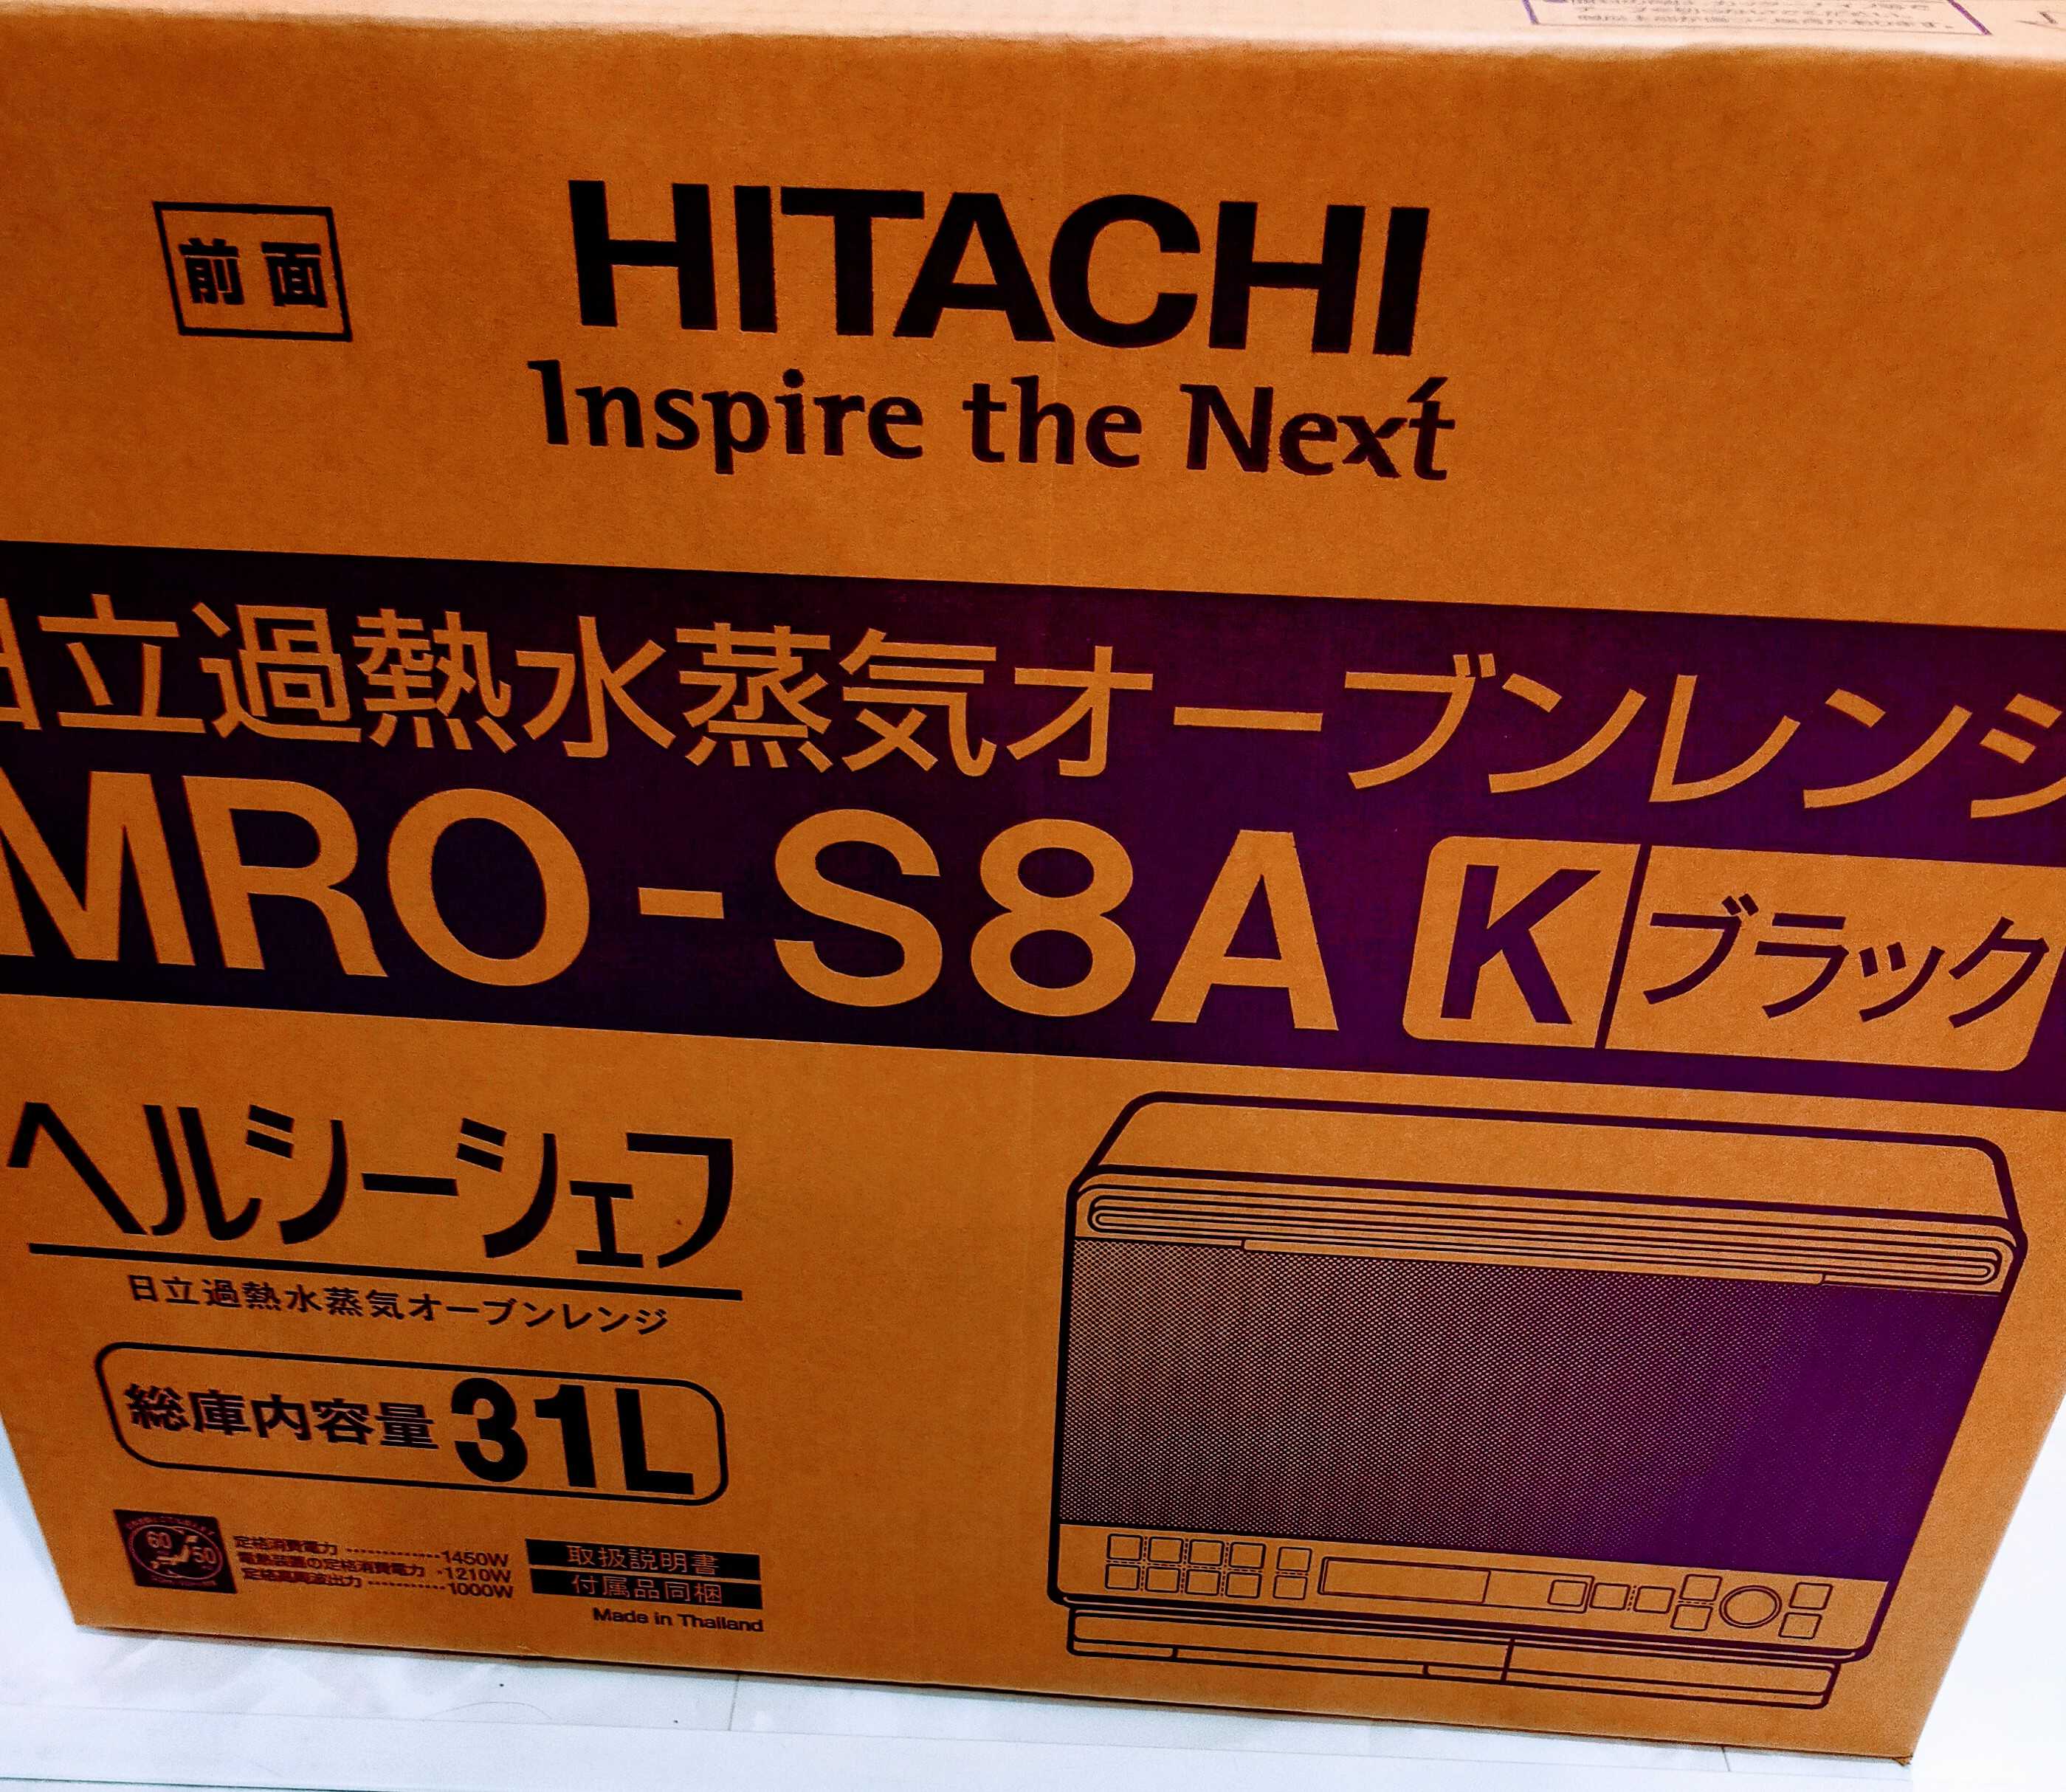 前面
HITACHI
Inspire the Next
日立過熱水蒸気オーブンレンジ
MRO-S8A K ブラック
ヘルシーシェフ
日立過熱水蒸気オーブンレンジ
総庫内容量 31L
60
50
定格消費電力 ·············1450W
電熱装置の定格消費電力 ·1210W
定格高周波出力 ···········1000W
取扱説明書
付属品同梱
Made in Thailand